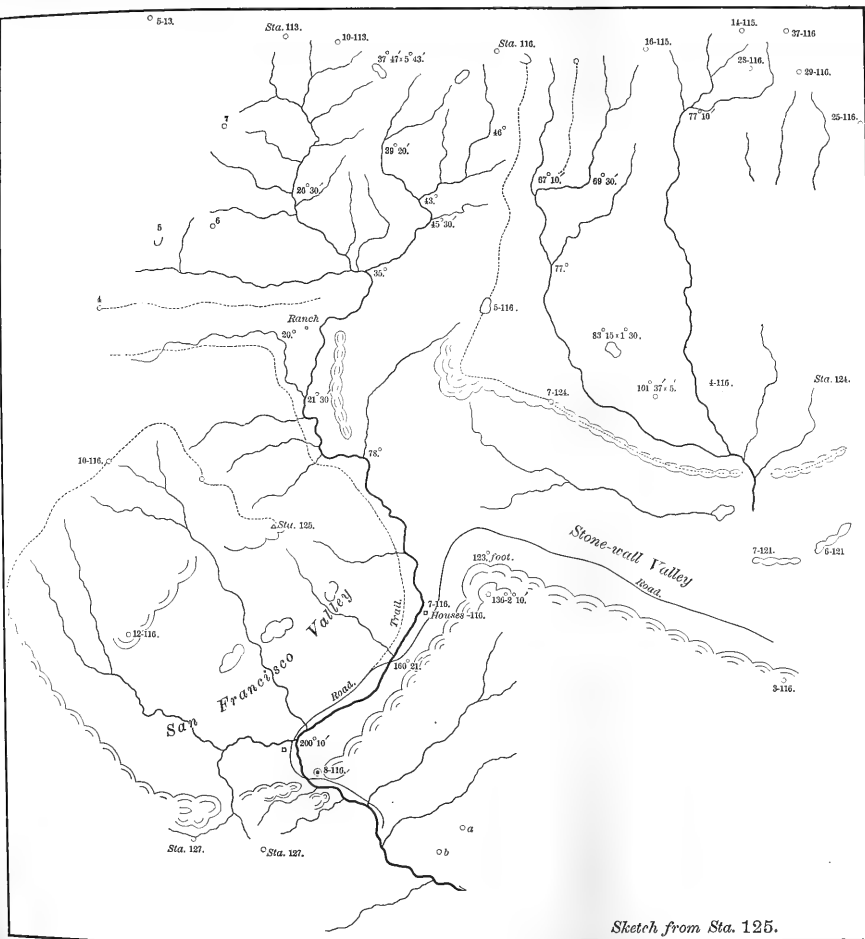 5-13.
Sta. 113.
10-113.
37° 47' x 5° 43'.
Sta. 116.
16-115.
14-115.
37-116
28-116.
29-116.
25-116.
77° 10'
7
46°
39° 20.'
26° 30.'
67° 10.'
69° 30.'
43.°
45° 30.'
6
5
35.°
77.°
4
Ranch
20.°
5-116.
83° 15 x 1° 30.
21° 30'
101° 37' x 5.'
4-116.
Sta. 124.
7-124.
10-116.
78.°
Sta. 125.
Stone-wall Valley
Road.
7-121.
6-121
123.° foot.
136-2° 10.'
7-116.
Houses -116.
Trail.
12-116.
San Francisco Valley
160° 21.'
Road.
3-116.
200° 10'
8-116.
a
b
Sta. 127.
Sta. 127.
Sketch from Sta. 125.